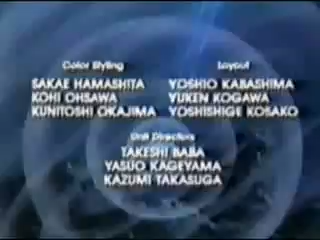 Color Styling
SAKAE HAMASHITA
KOHI OHSAWA
KUNITOSHI OKAJIMA
Layout
YOSHIO KABASHIMA
YUKEN KOGAWA
YOSHISHIGE KOSAKO
Unit Directors
TAKESHI BABA
YASUO KAGEYAMA
KAZUMI TAKASUGA